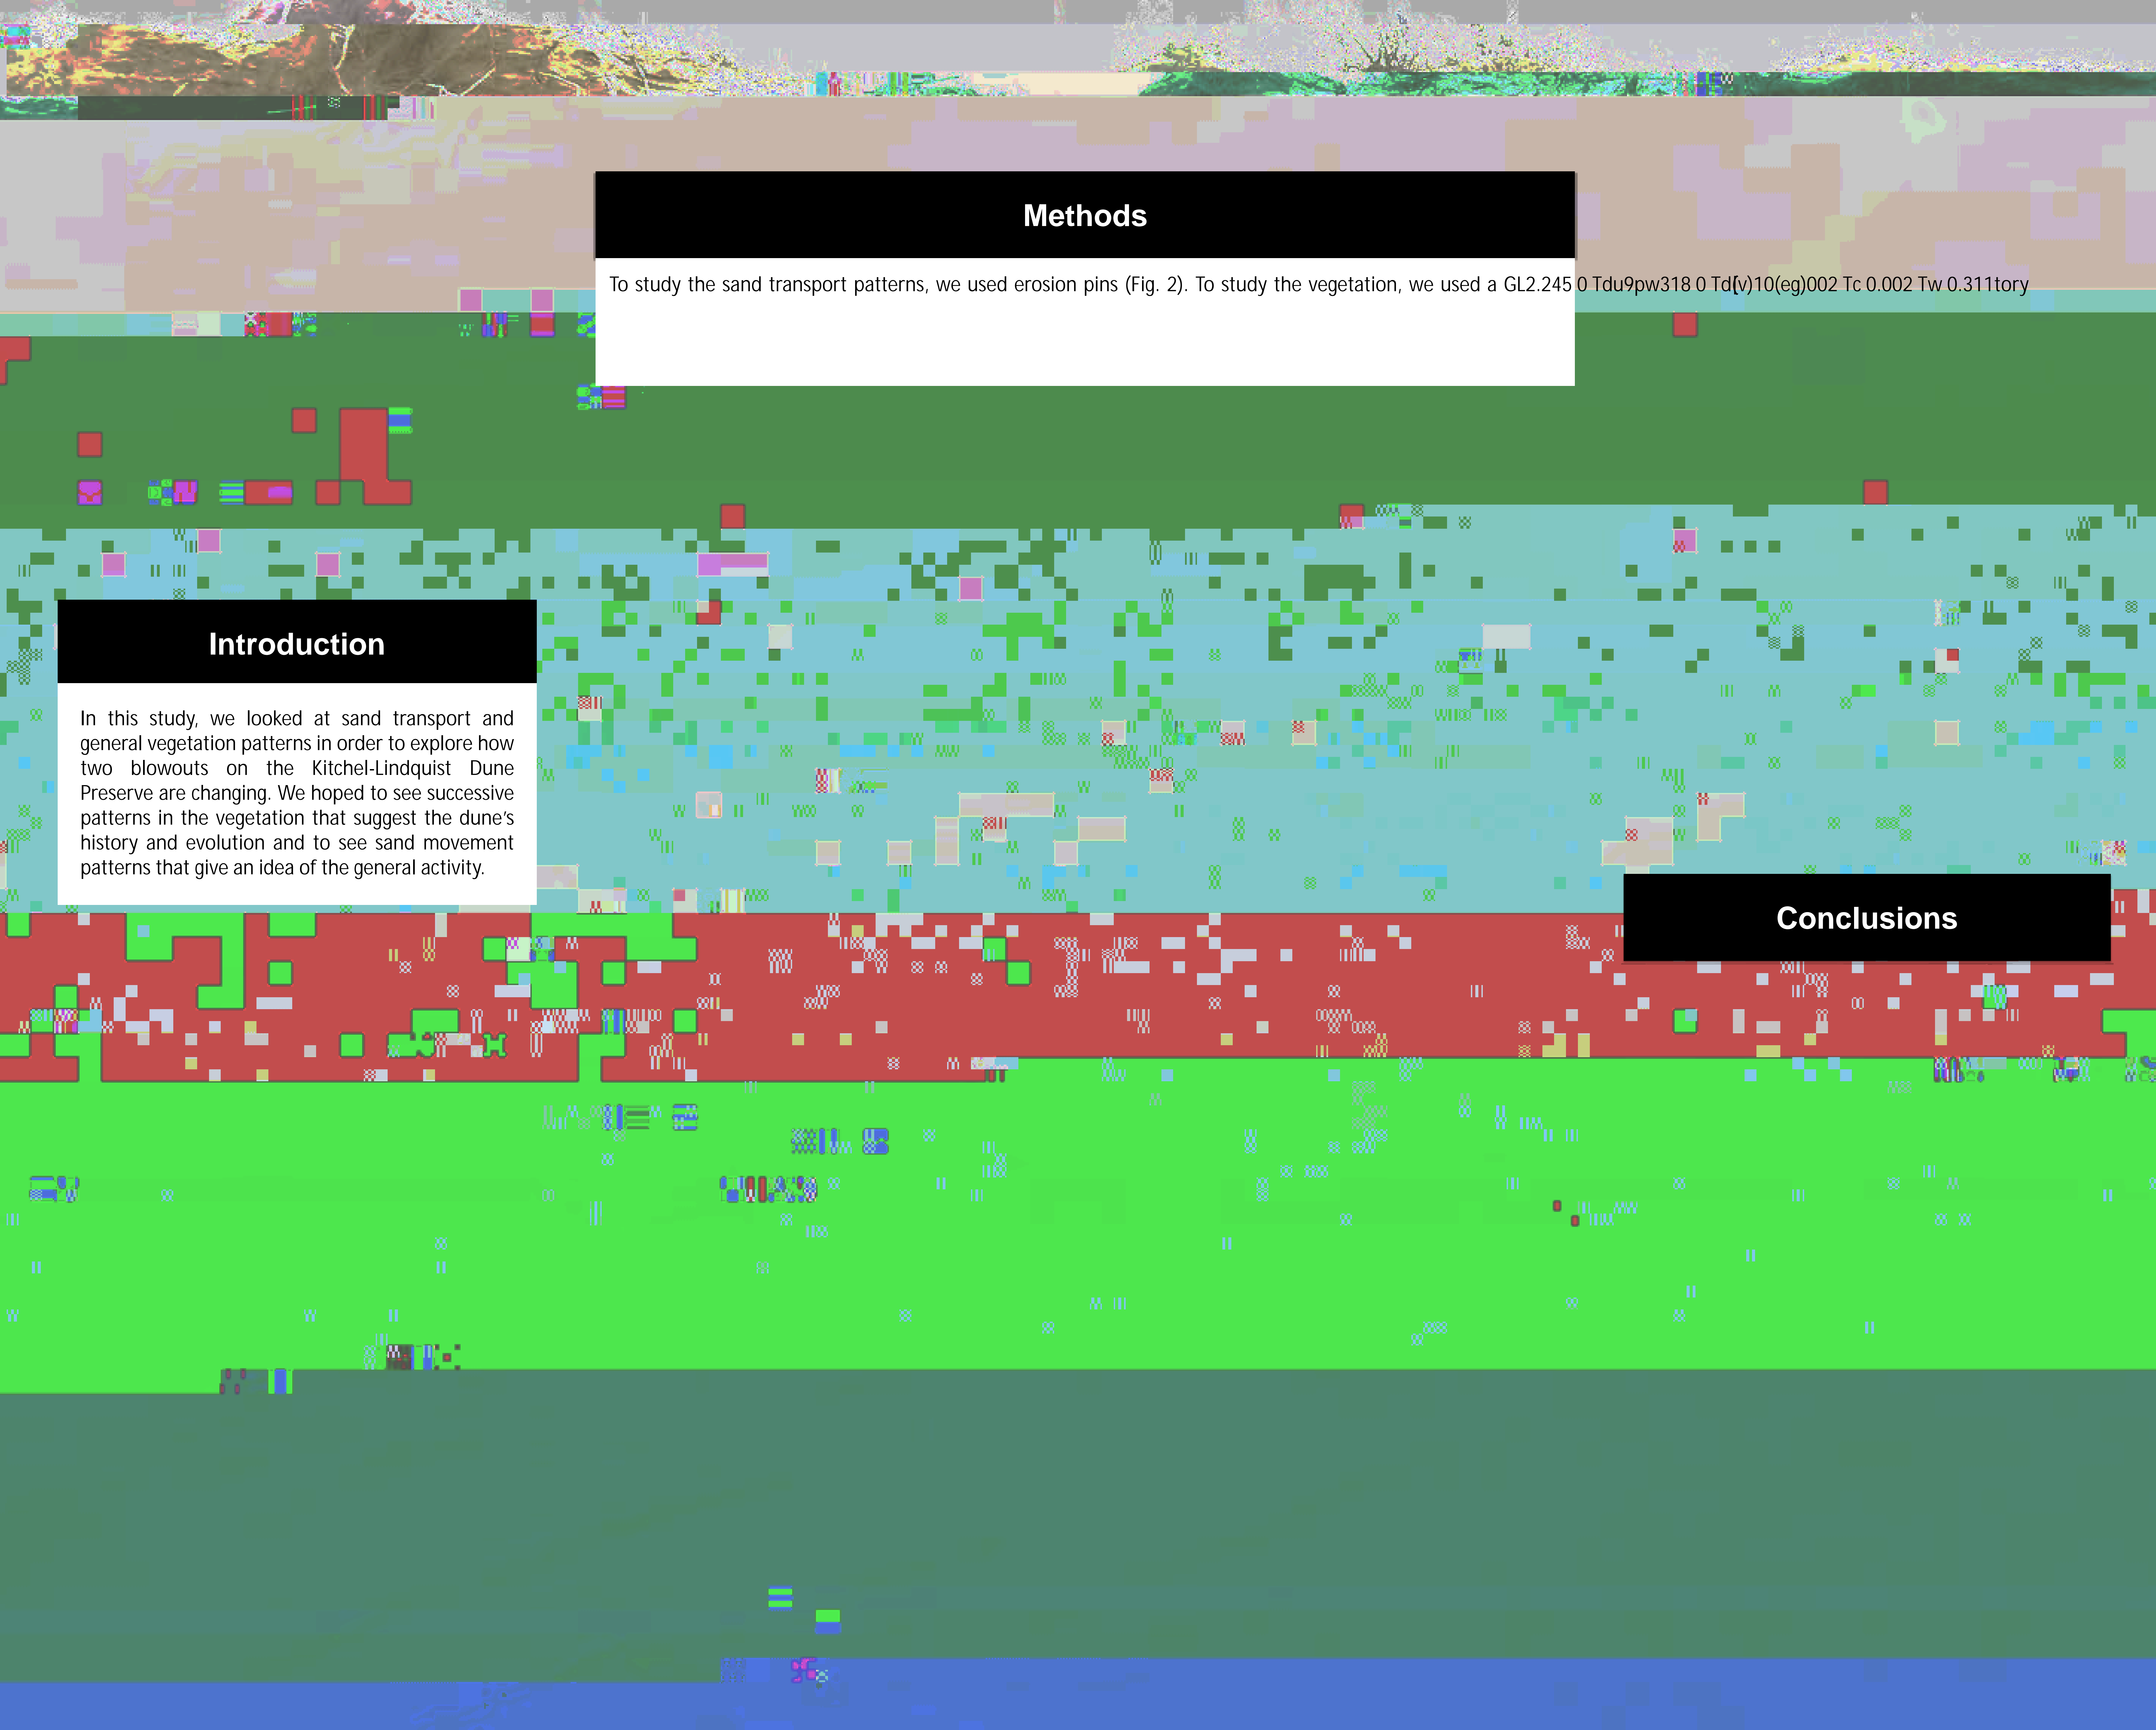 Methods
To study the sand transport patterns, we used erosion pins (Fig. 2). To study the vegetation, we used a GL2.245 0 Tdu9pw318 0 Td[(v)10(eg)002 Tc 0.002 Tw 0.311tory
Introduction
In this study, we looked at sand transport and
general vegetation patterns in order to explore how
two blowouts on the Kitchel-Lindquist Dune
Preserve are changing. We hoped to see successive
patterns in the vegetation that suggest the dune’s
history and evolution and to see sand movement
patterns that give an idea of the general activity.
Conclusions